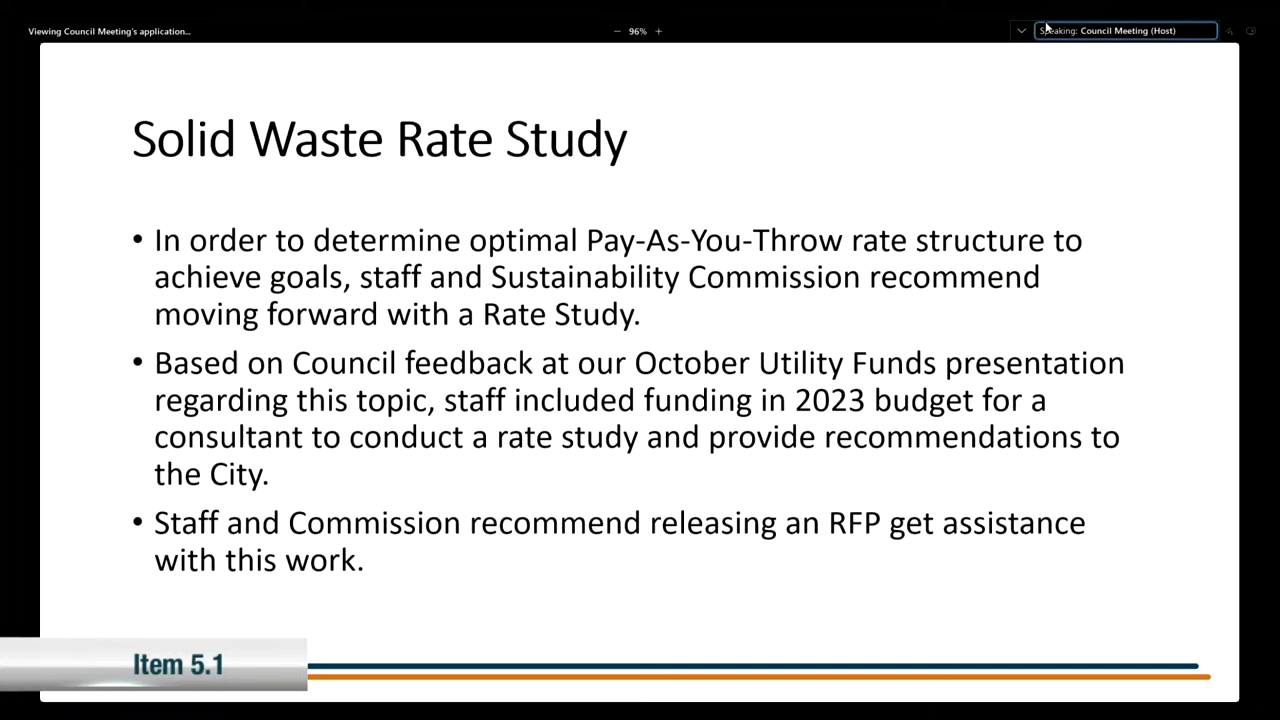 Viewing Council Meeting's application...
96%
Speaking: Council Meeting (Host)
Solid Waste Rate Study
• In order to determine optimal Pay-As-You-Throw rate structure to
achieve goals, staff and Sustainability Commission recommend
moving forward with a Rate Study.
• Based on Council feedback at our October Utility Funds presentation
regarding this topic, staff included funding in 2023 budget for a
consultant to conduct a rate study and provide recommendations to
the City.
• Staff and Commission recommend releasing an RFP get assistance
with this work.
Item 5.1